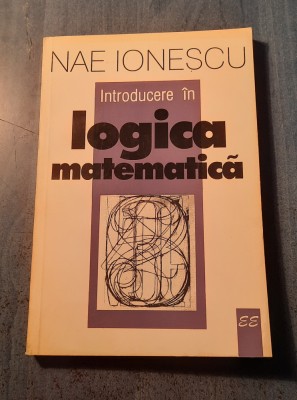 NAE IONESCU
Introducere în
logica
matematică
EE